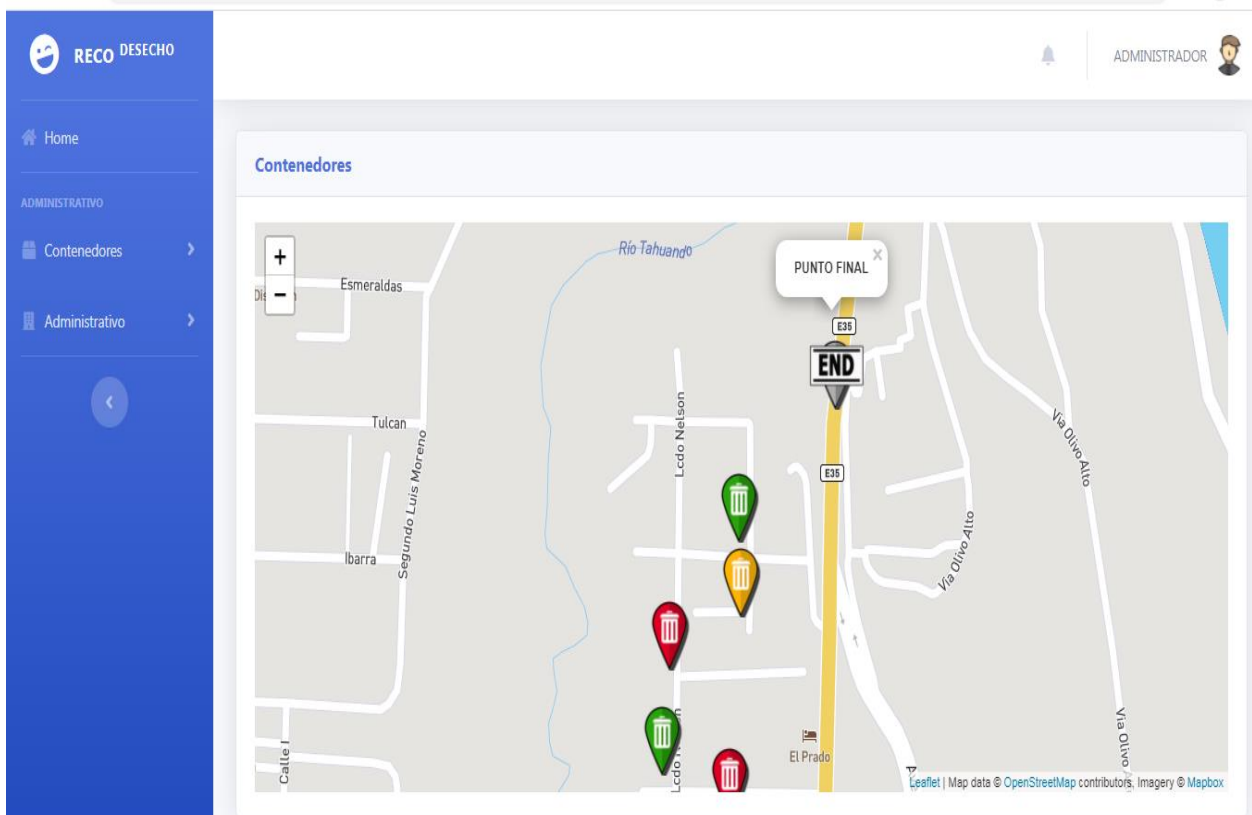 RECO DESECHO
ADMINISTRADOR
Home
ADMINISTRATIVO
Contenedores
Administrativo
Contenedores
+
−
Río Tahuando
PUNTO FINAL ×
Esmeraldas
E35
END
Lcdo Nelson
Tulcan
Segundo Luis Moreno
Vía Olivo Alto
E35
Ibarra
Vía Olivo Alto
Calle I
El Prado
Vía Olivo
Leaflet | Map data © OpenStreetMap contributors, Imagery © Mapbox